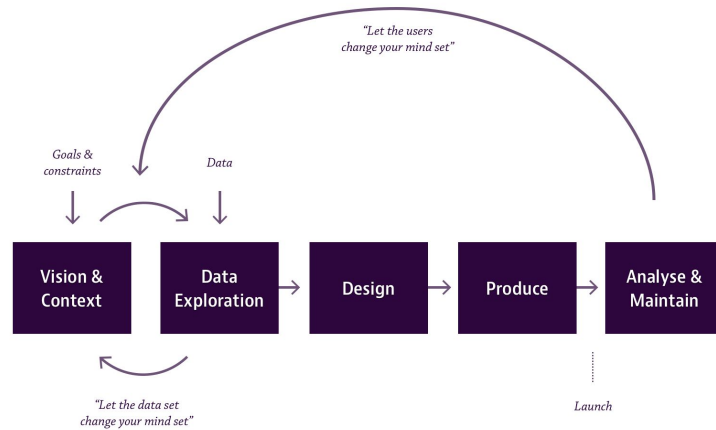 “Let the users
change your mind set”
Goals &
constraints
Data
Vision &
Context
Data
Exploration
Design
Produce
Analyse &
Maintain
“Let the data set
change your mind set”
Launch